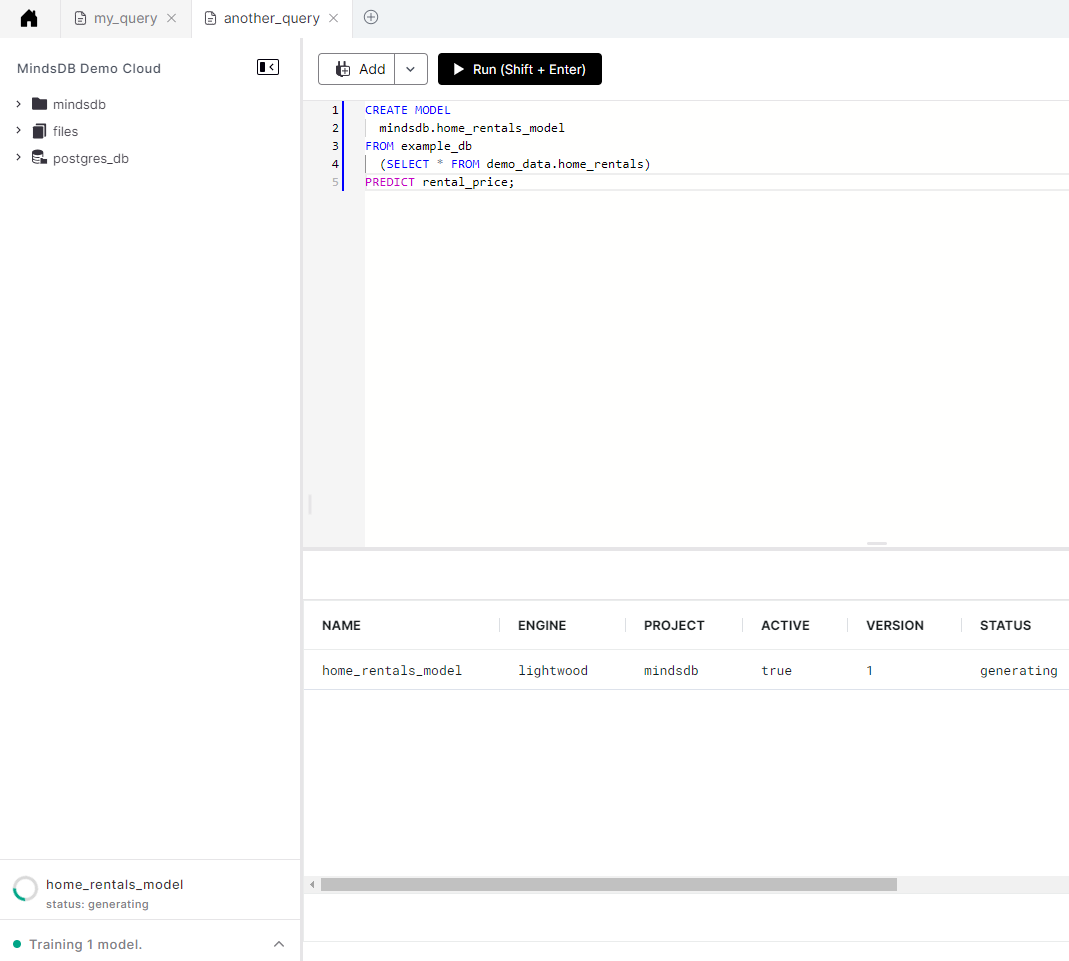 my_query
another_query
MindsDB Demo Cloud
mindsdb
files
postgres_db
Add
Run (Shift + Enter)
1 CREATE MODEL
2 mindsdb.home_rentals_model
3 FROM example_db
4 (SELECT * FROM demo_data.home_rentals)
5 PREDICT rental_price;
NAME ENGINE PROJECT ACTIVE VERSION STATUS
home_rentals_model lightwood mindsdb true 1 generating
home_rentals_model
status: generating
Training 1 model.